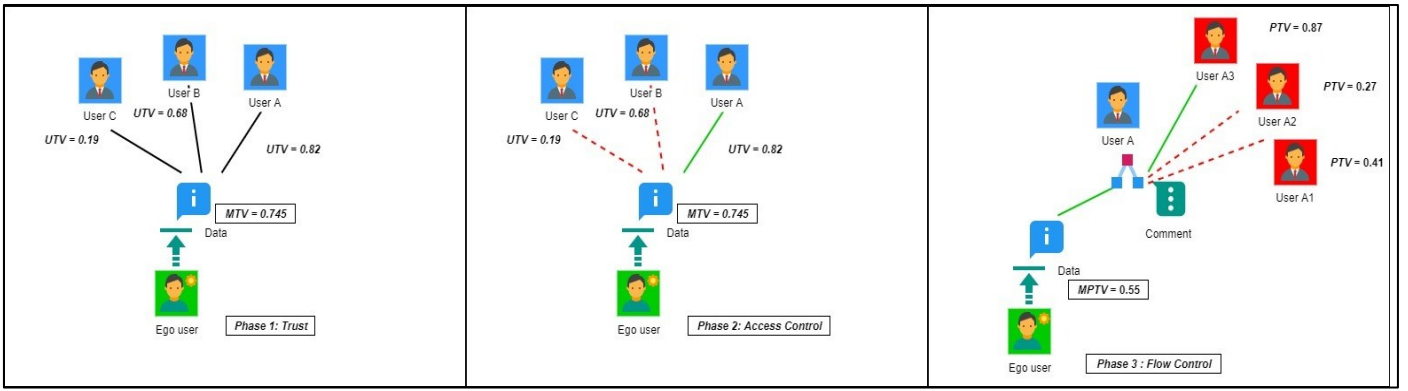 User B
User C
User A
UTV = 0.68
UTV = 0.19
UTV = 0.82
MTV = 0.745
Data
Ego user
Phase 1: Trust
User B
User C
User A
UTV = 0.68
UTV = 0.19
UTV = 0.82
MTV = 0.745
Data
Ego user
Phase 2: Access Control
PTV = 0.87
User A3
PTV = 0.27
User A2
User A
PTV = 0.41
User A1
Comment
Data
MPTV = 0.55
Ego user
Phase 3 : Flow Control